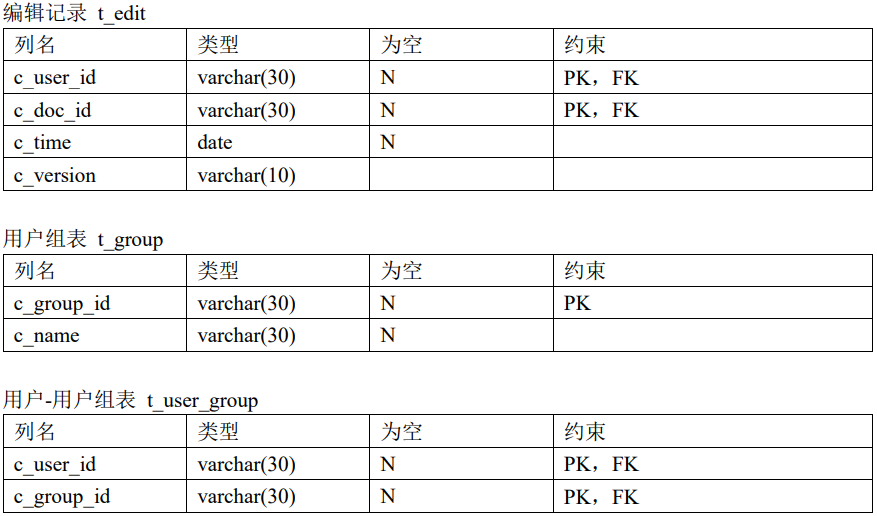 编辑记录 t_edit
列名 类型 为空 约束
c_user_id varchar(30) N PK，FK
c_doc_id varchar(30) N PK，FK
c_time date N
c_version varchar(10)
用户组表 t_group
列名 类型 为空 约束
c_group_id varchar(30) N PK
c_name varchar(30) N
用户-用户组表 t_user_group
列名 类型 为空 约束
c_user_id varchar(30) N PK，FK
c_group_id varchar(30) N PK，FK